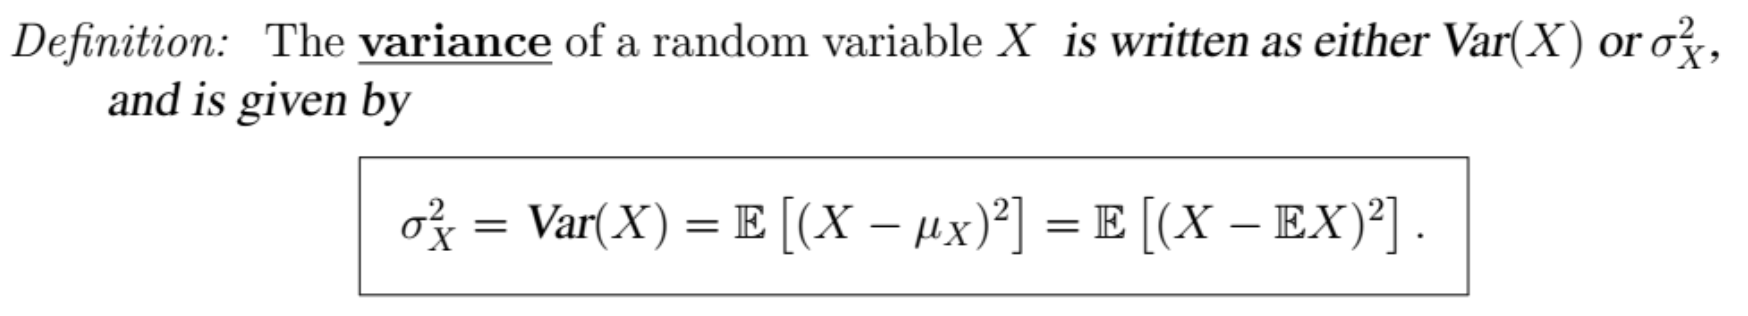 Definition: The variance of a random variable X is written as either Var(X) or σ²_X,
and is given by
σ²_X = Var(X) = 𝔼 [(X − μ_X)²] = 𝔼 [(X − 𝔼X)²] .